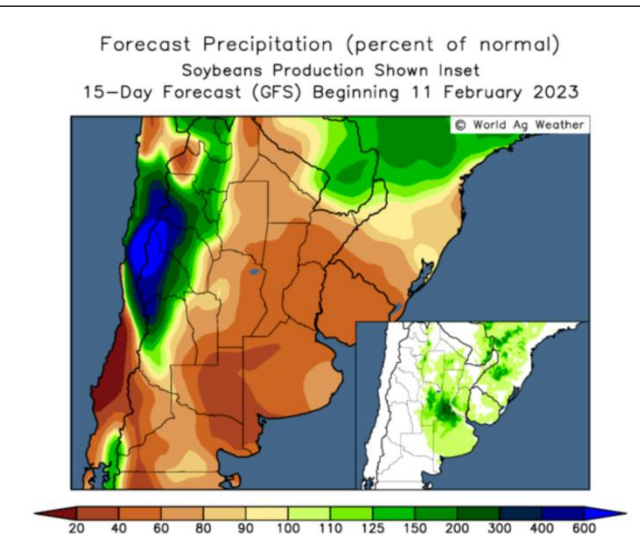 Forecast Precipitation (percent of normal)
Soybeans Production Shown Inset
15-Day Forecast (GFS) Beginning 11 February 2023
© World Ag Weather
20 40 60 80 90 100 110 125 150 200 300 400 600